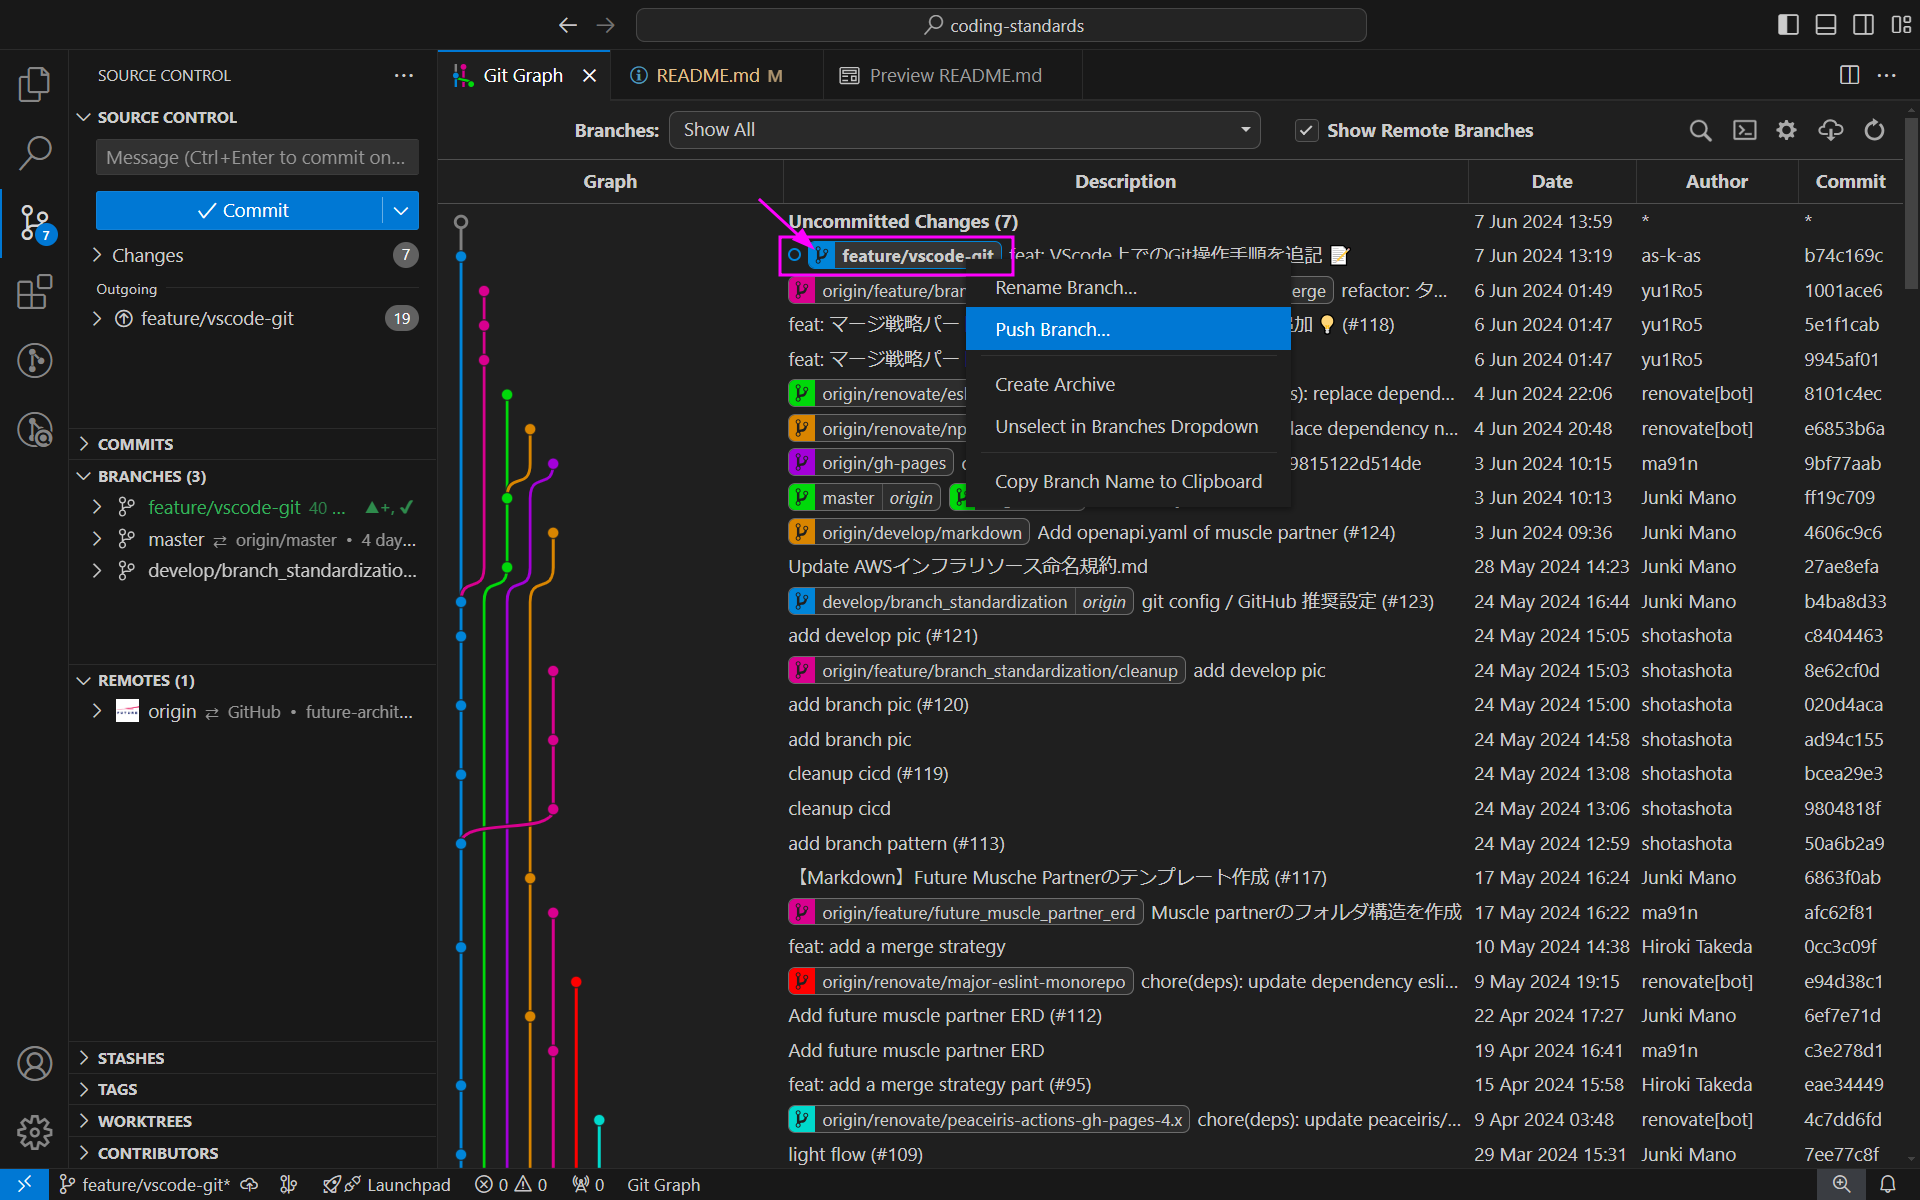 coding-standards
SOURCE CONTROL
Git Graph
README.md M
Preview README.md
SOURCE CONTROL
Message (Ctrl+Enter to commit on...
Commit
7
Changes 7
Outgoing
feature/vscode-git 19
COMMITS
BRANCHES (3)
feature/vscode-git 40 ...
master origin/master • 4 day...
develop/branch_standardizatio...
REMOTES (1)
origin GitHub • future-archit...
STASHES
TAGS
WORKTREES
CONTRIBUTORS
Branches: Show All Show Remote Branches
Graph Description Date Author Commit
Uncommitted Changes (7) 7 Jun 2024 13:59 * *
feature/vscode-git feat: VScode上でのGit操作手順を追記 📝 7 Jun 2024 13:19 as-k-as b74c169c
origin/feature/bran erge refactor: タ... 6 Jun 2024 01:49 yu1Ro5 1001ace6
feat: マージ戦略パー 加 💡 (#118) 6 Jun 2024 01:47 yu1Ro5 5e1f1cab
feat: マージ戦略パー 6 Jun 2024 01:47 yu1Ro5 9945af01
origin/renovate/esl s): replace depend... 4 Jun 2024 22:06 renovate[bot] 8101c4ec
origin/renovate/np lace dependency n... 4 Jun 2024 20:48 renovate[bot] e6853b6a
origin/gh-pages 9815122d514de 3 Jun 2024 10:15 ma91n 9bf77aab
master origin 3 Jun 2024 10:13 Junki Mano ff19c709
origin/develop/markdown Add openapi.yaml of muscle partner (#124) 3 Jun 2024 09:36 Junki Mano 4606c9c6
Update AWSインフラリソース命名規約.md 28 May 2024 14:23 Junki Mano 27ae8efa
develop/branch_standardization origin git config / GitHub 推奨設定 (#123) 24 May 2024 16:44 Junki Mano b4ba8d33
add develop pic (#121) 24 May 2024 15:05 shotashota c8404463
origin/feature/branch_standardization/cleanup add develop pic 24 May 2024 15:03 shotashota 8e62cf0d
add branch pic (#120) 24 May 2024 15:00 shotashota 020d4aca
add branch pic 24 May 2024 14:58 shotashota ad94c155
cleanup cicd (#119) 24 May 2024 13:08 shotashota bcea29e3
cleanup cicd 24 May 2024 13:06 shotashota 9804818f
add branch pattern (#113) 24 May 2024 12:59 shotashota 50a6b2a9
【Markdown】Future Musche Partnerのテンプレート作成 (#117) 17 May 2024 16:24 Junki Mano 6863f0ab
origin/feature/future_muscle_partner_erd Muscle partnerのフォルダ構造を作成 17 May 2024 16:22 ma91n afc62f81
feat: add a merge strategy 10 May 2024 14:38 Hiroki Takeda 0cc3c09f
origin/renovate/major-eslint-monorepo chore(deps): update dependency esli... 9 May 2024 19:15 renovate[bot] e94d38c1
Add future muscle partner ERD (#112) 22 Apr 2024 17:27 Junki Mano 6ef7e71d
Add future muscle partner ERD 19 Apr 2024 16:41 ma91n c3e278d1
feat: add a merge strategy part (#95) 15 Apr 2024 15:58 Hiroki Takeda eae34449
origin/renovate/peaceiris-actions-gh-pages-4.x chore(deps): update peaceiris/... 9 Apr 2024 03:48 renovate[bot] 4c7dd6fd
light flow (#109) 29 Mar 2024 15:31 Junki Mano 7ee77c8f
Rename Branch...
Push Branch...
Create Archive
Unselect in Branches Dropdown
Copy Branch Name to Clipboard
feature/vscode-git* Launchpad 0 0 0 Git Graph